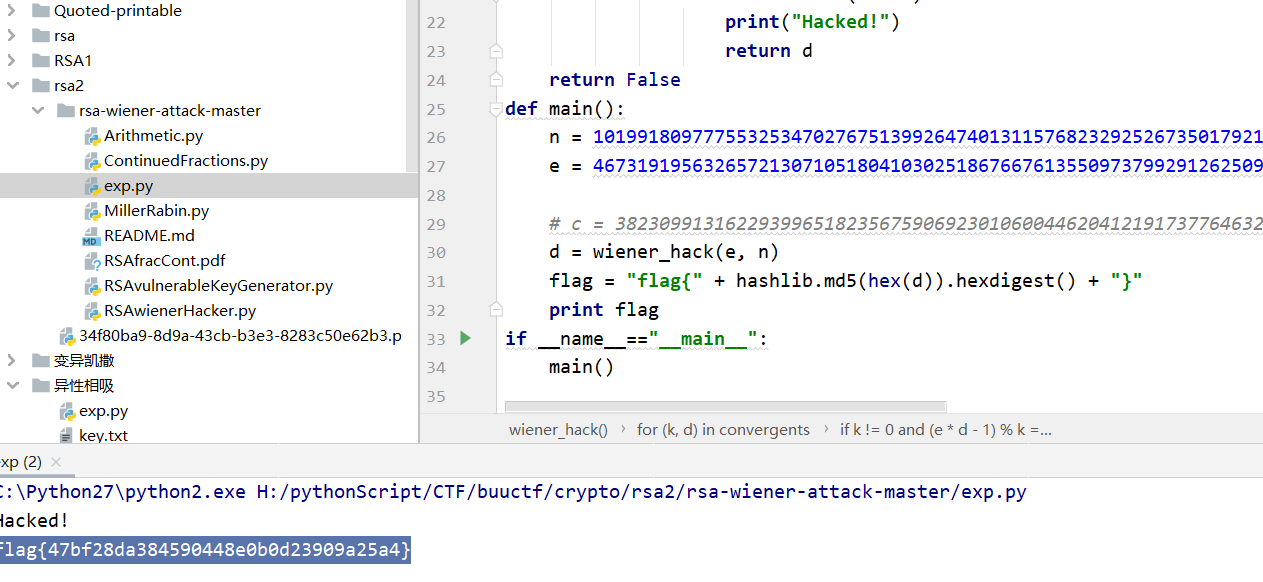 Quoted-printable
rsa
RSA1
rsa2
rsa-wiener-attack-master
Arithmetic.py
ContinuedFractions.py
exp.py
MillerRabin.py
README.md
RSAfracCont.pdf
RSAvulnerableKeyGenerator.py
RSAwienerHacker.py
34f80ba9-8d9a-43cb-b3e3-8283c50e62b3.p
变异凯撒
异性相吸
exp.py
key.txt
22 print("Hacked!")
23 return d
24 return False
25 def main():
26 n = 101991809777553253470276751399264740131157682329252673501792
27 e = 467319195632657213071051804103025186766761355097379929126250
28
29 # c = 38230991316229399651823567590692301060044620412191737764632
30 d = wiener_hack(e, n)
31 flag = "flag{" + hashlib.md5(hex(d)).hexdigest() + "}"
32 print flag
33 if __name__=="__main__":
34 main()
35
wiener_hack() › for (k, d) in convergents › if k != 0 and (e * d - 1) % k =...
xp (2) ×
C:\Python27\python2.exe H:/pythonScript/CTF/buuctf/crypto/rsa2/rsa-wiener-attack-master/exp.py
Hacked!
flag{47bf28da384590448e0b0d23909a25a4}